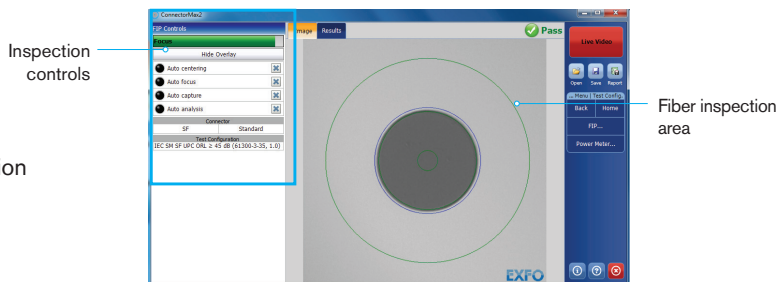 ConnectorMax2
FIP Controls
Focus
Hide Overlay
Auto centering
Auto focus
Auto capture
Auto analysis
Connector
SF Standard
Test Configuration
IEC SM SF UPC ORL ≥ 45 dB (61300-3-35, 1.0)
Image Results
Pass
Live Video
Open Save Report
Menu | Test Config
Back Home
FIP...
Power Meter...
EXFO
Inspection
controls
Fiber inspection
area
ion